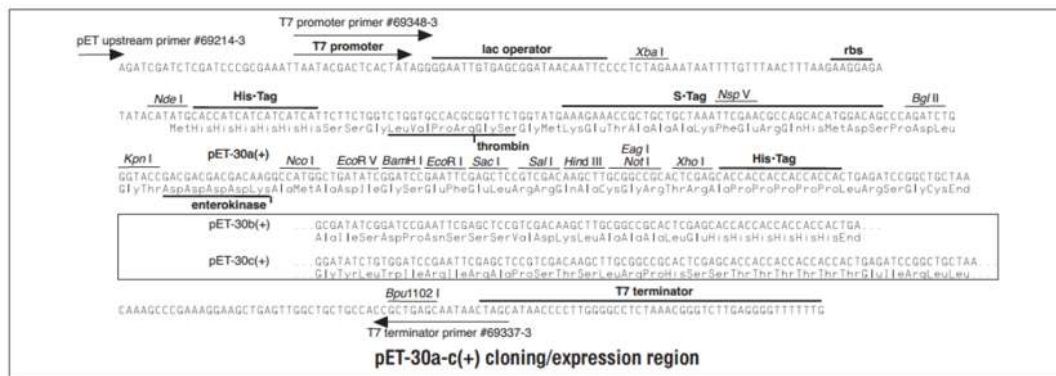 T7 promoter primer #69348-3
pET upstream primer #69214-3
T7 promoter
lac operator
Xba I
rbs
AGATCGATCTCGATCCCGCGAAATTAATACGACTCACTATAGGGGAATTGTGAGCGGATAACAATTCCCCTCTAGAAATAATTTTGTTTAACTTTAAGAAGGAGA
Nde I
His•Tag
S•Tag
Nsp V
Bgl II
TATACATATGCACCATCATCATCATCATTCTTCTGGTCTGGTGCCACGCGGTTCTGGTATGAAAGAAACCGCTGCTGCTAAATTCGAACGCCAGCACATGGACAGCCCAGATCTG
MetHisHisHisHisHisHisSerSerGlyLeuValProArgGlySerGlyMetLysGluThrAlaAlaAlaLysPheGluArgGlnHisMetAspSerProAspLeu
thrombin
Kpn I
pET-30a(+)
Nco I
EcoR V
BamH I
EcoR I
Sac I
Sal I
Hind III
Eag I
Not I
Xho I
His•Tag
GGTACCGACGACGACGACAAGGCCATGGCTGATATCGGATCCGAATTCGAGCTCCGTCGACAAGCTTGCGGCCGCACTCGAGCACCACCACCACCACCACTGAGATCCGGCTGCTAA
GlyThrAspAspAspAspLysAlaMetAlaAspIleGlySerGluPheGluLeuArgArgGlnAlaCysGlyArgThrArgAlaProProProProProLeuArgSerGlyCysEnd
enterokinase
pET-30b(+)
...GCGATATCGGATCCGAATTCGAGCTCCGTCGACAAGCTTGCGGCCGCACTCGAGCACCACCACCACCACCACTGA...
AlaIleSerAspProAsnSerSerSerValAspLysLeuAlaAlaAlaLeuGluHisHisHisHisHisHisEnd
pET-30c(+)
...GGATATCTGTGGATCCGAATTCGAGCTCCGTCGACAAGCTTGCGGCCGCACTCGAGCACCACCACCACCACCACTGAGATCCGGCTGCTAA...
GlyTyrLeuTrpIleArgIleArgAlaProSerThrSerLeuArgProHisSerSerThrThrThrThrThrThrGluIleArgLeuLeu
Bpu1102 I
T7 terminator
CAAAGCCCGAAAGGAAGCTGAGTTGGCTGCTGCCACCGCTGAGCAATAACTAGCATAACCCCTTGGGGCCTCTAAACGGGTCTTGAGGGGTTTTTTG
T7 terminator primer #69337-3
pET-30a-c(+) cloning/expression region